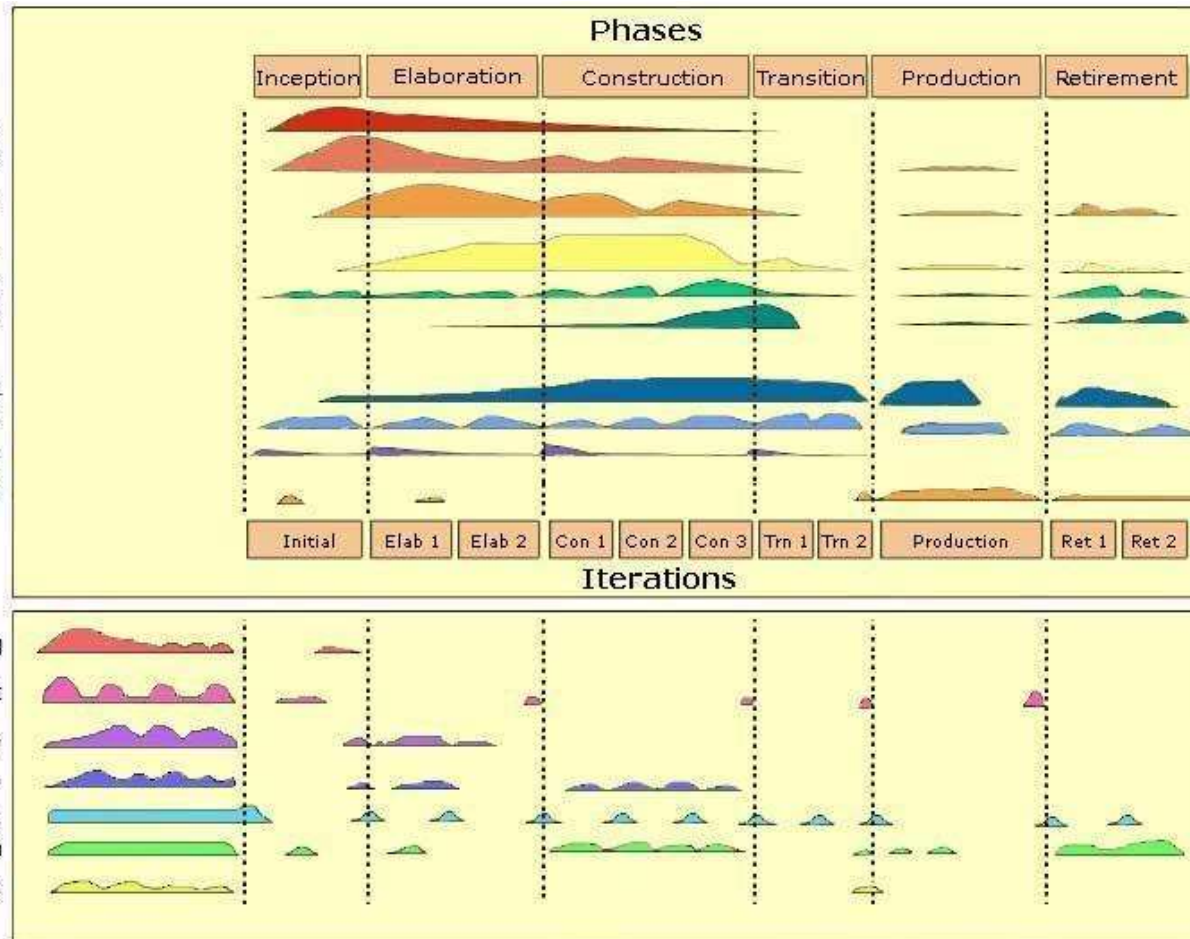 Phases
Inception Elaboration Construction Transition Production Retirement
Initial Elab 1 Elab 2 Con 1 Con 2 Con 3 Trn 1 Trn 2 Production Ret 1 Ret 2
Iterations